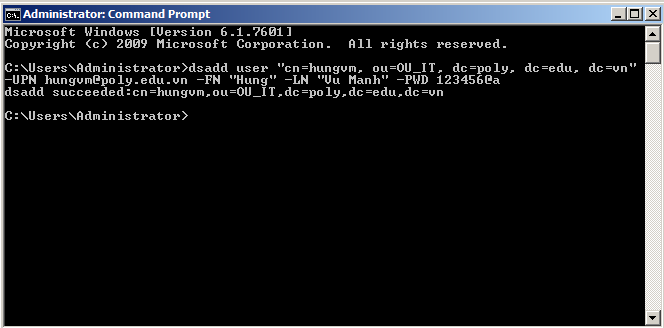 Administrator: Command Prompt
Microsoft Windows [Version 6.1.7601]
Copyright (c) 2009 Microsoft Corporation.  All rights reserved.
C:\Users\Administrator>dsadd user "cn=hungvm, ou=OU_IT, dc=poly, dc=edu, dc=vn"
-UPN hungvm@poly.edu.vn -FN "Hung" -LN "Vu Manh" -PWD 123456@a
dsadd succeeded:cn=hungvm,ou=OU_IT,dc=poly,dc=edu,dc=vn
C:\Users\Administrator>